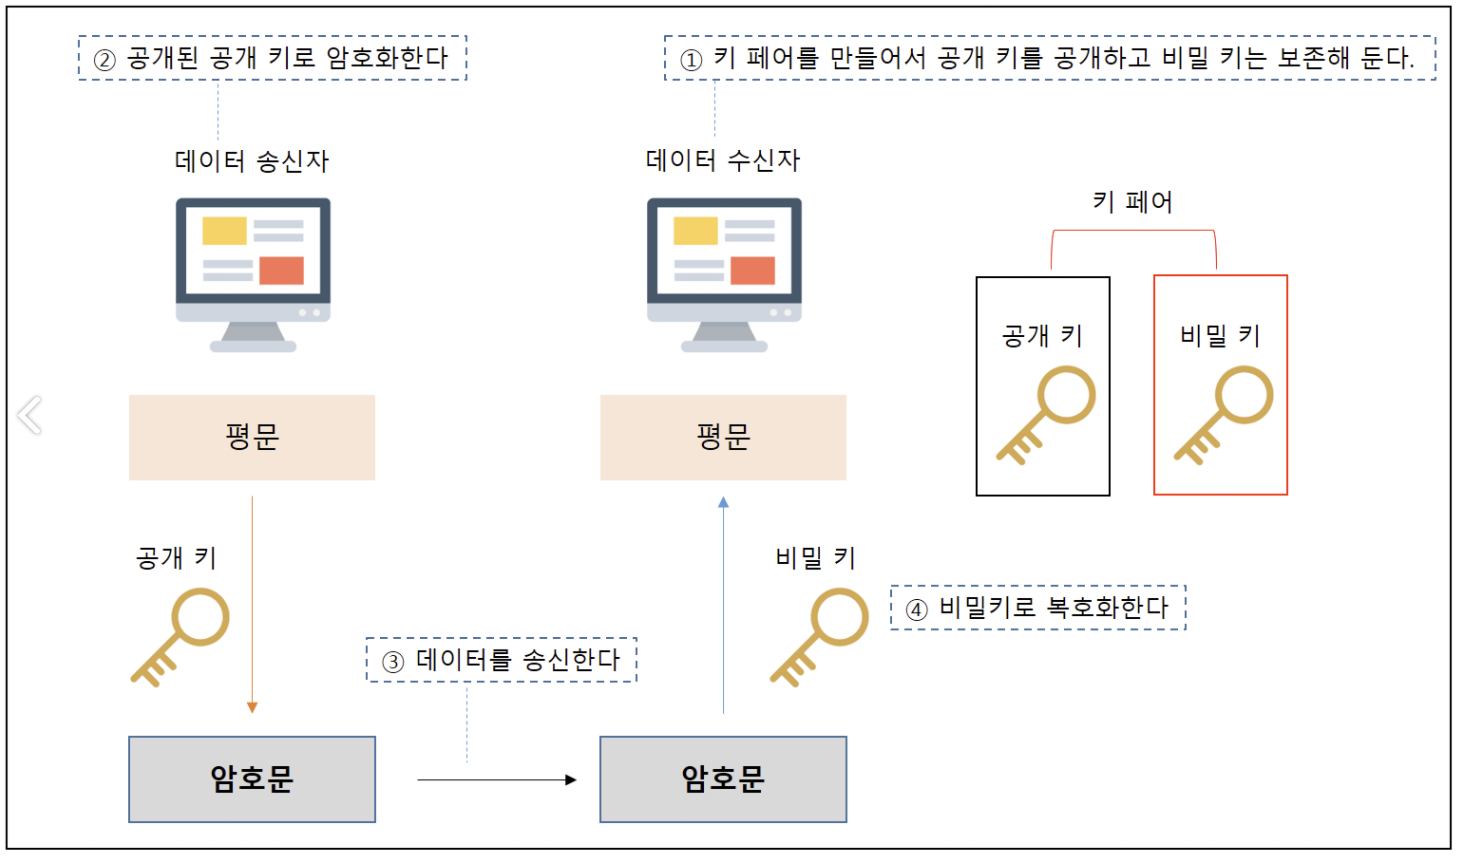 ② 공개된 공개 키로 암호화한다
① 키 페어를 만들어서 공개 키를 공개하고 비밀 키는 보존해 둔다.
데이터 송신자
데이터 수신자
키 페어
공개 키
비밀 키
평문
평문
공개 키
비밀 키
④ 비밀키로 복호화한다
③ 데이터를 송신한다
암호문
암호문